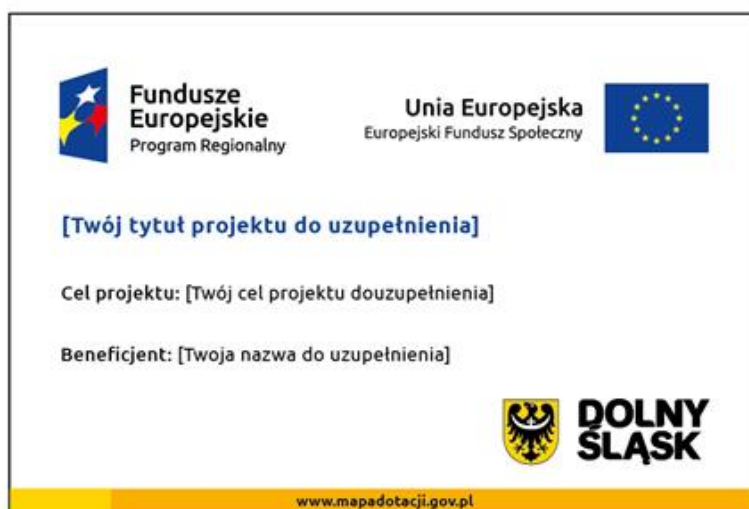 Fundusze
Europejskie
Program Regionalny
Unia Europejska
Europejski Fundusz Społeczny
[Twój tytuł projektu do uzupełnienia]
Cel projektu: [Twój cel projektu douzupełnienia]
Beneficjent: [Twoja nazwa do uzupełnienia]
DOLNY
ŚLĄSK
www.mapadotacji.gov.pl